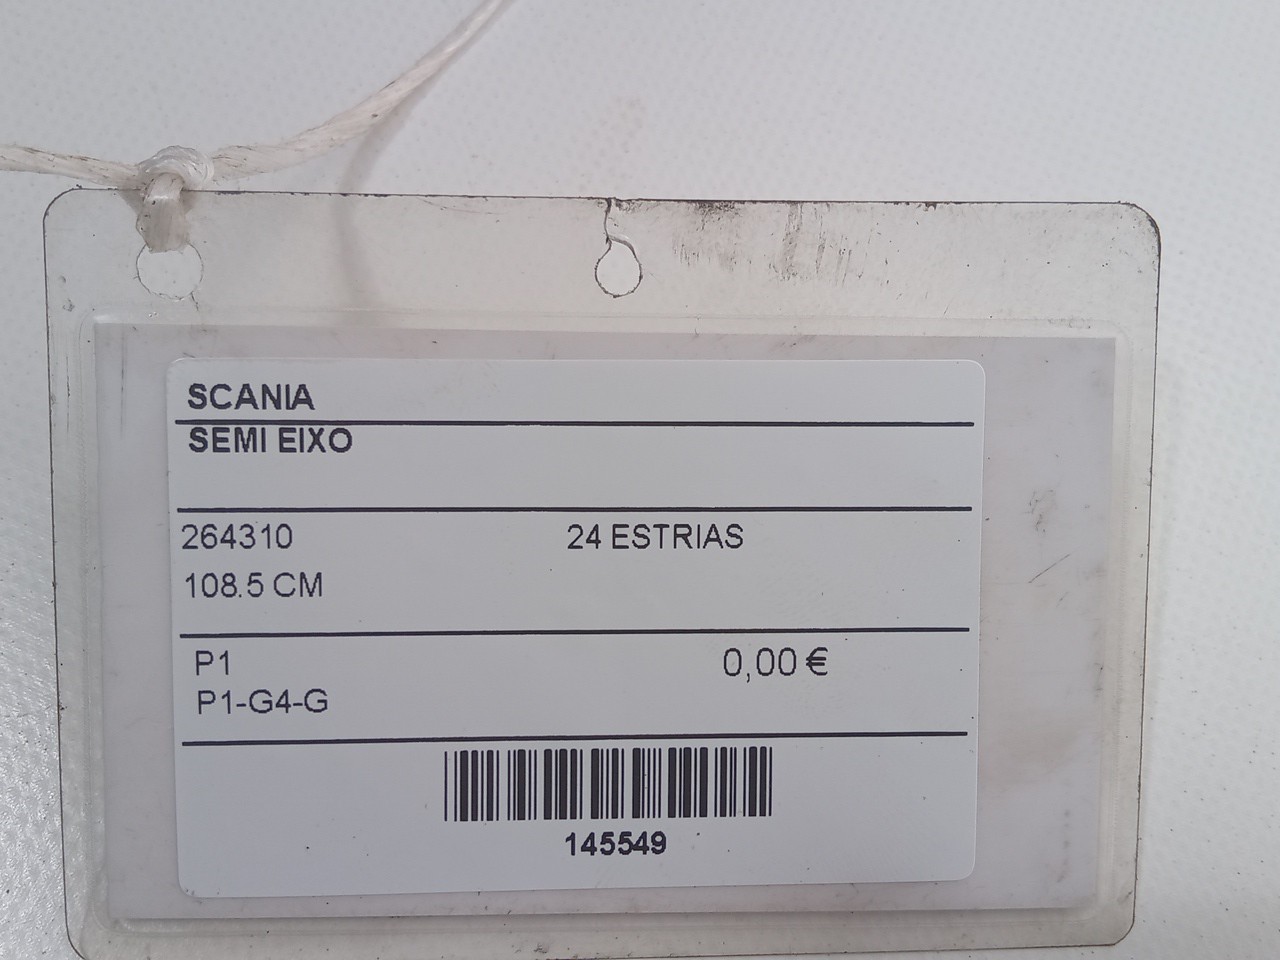 SCANIA
SEMI EIXO
264310 24 ESTRIAS
108.5 CM
P1 0,00 €
P1-G4-G
145549